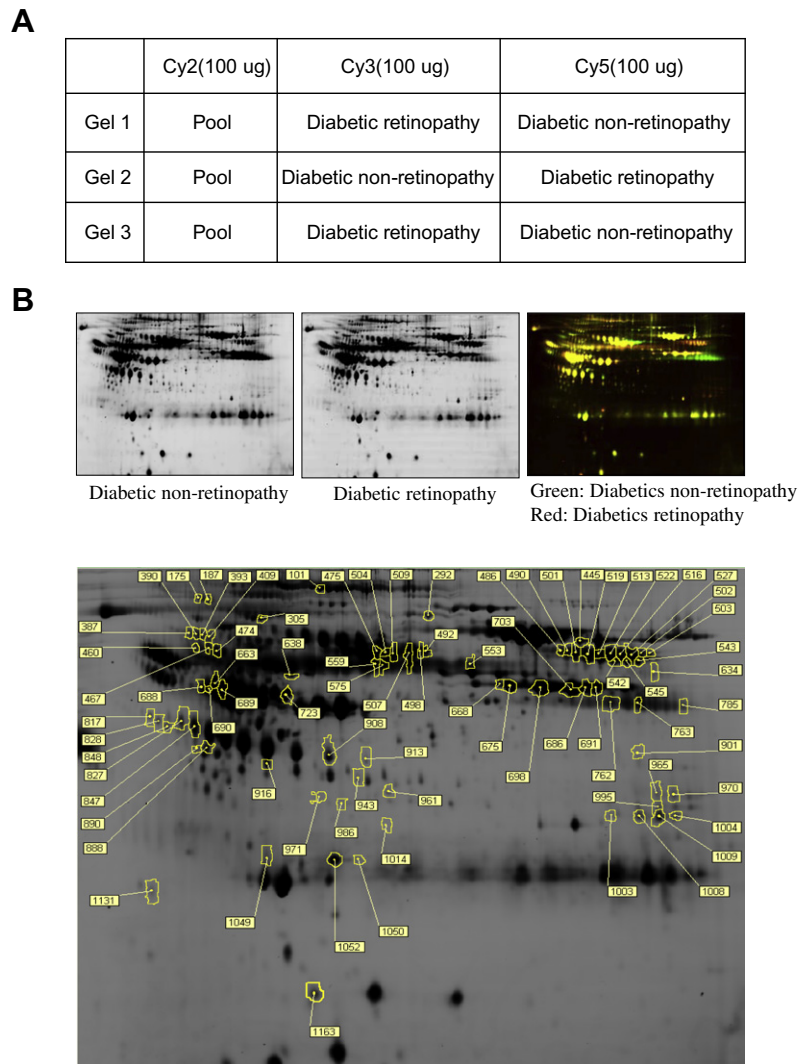 A
Cy2(100 ug) Cy3(100 ug) Cy5(100 ug)
Gel 1 Pool Diabetic retinopathy Diabetic non-retinopathy
Gel 2 Pool Diabetic non-retinopathy Diabetic retinopathy
Gel 3 Pool Diabetic retinopathy Diabetic non-retinopathy
B
Diabetic non-retinopathy
Diabetic retinopathy
Green: Diabetics non-retinopathy
Red: Diabetics retinopathy
390 175 187 393 409 101 475 504 509 292 486 490 501 445 519 513 522 516 527
502
503
387 305 703
460 474 638 492 543
663 559 553 634
467 575 542 545
688 689 507 498 668 785
690 723 763
817 908 675 686 691
828 913 901
848 698 762 965
827 916 943 961 995 970
847
890 971 986 1004
888 1014 1009
1003 1008
1131
1049 1052 1050
1163